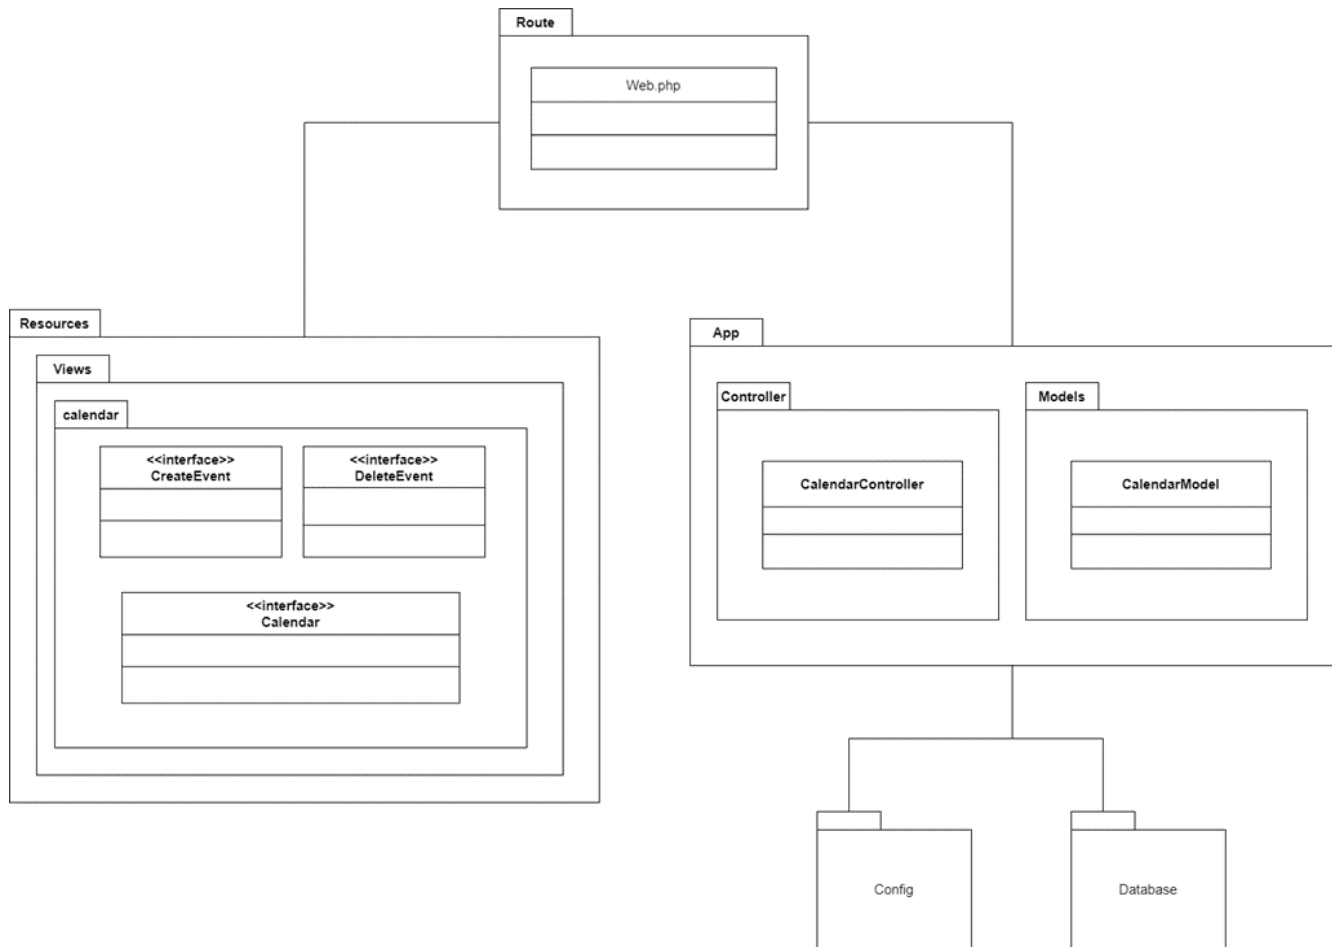 Route
Web.php
Resources
Views
calendar
<<interface>>
CreateEvent
<<interface>>
DeleteEvent
<<interface>>
Calendar
App
Controller
CalendarController
Models
CalendarModel
Config
Database